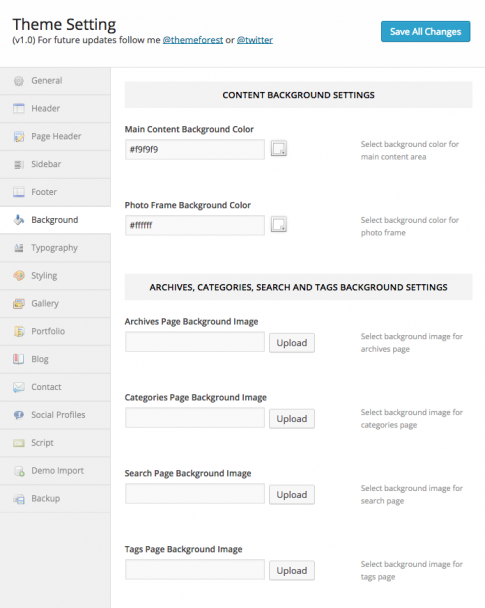 Theme Setting
(v1.0) For future updates follow me @themeforest or @twitter
Save All Changes
General
Header
Page Header
Sidebar
Footer
Background
Typography
Styling
Gallery
Portfolio
Blog
Contact
Social Profiles
Script
Demo Import
Backup
CONTENT BACKGROUND SETTINGS
Main Content Background Color
#f9f9f9
Select background color for
main content area
Photo Frame Background Color
#ffffff
Select background color for
photo frame
ARCHIVES, CATEGORIES, SEARCH AND TAGS BACKGROUND SETTINGS
Archives Page Background Image
Upload
Select background image for
archives page
Categories Page Background Image
Upload
Select background image for
categories page
Search Page Background Image
Upload
Select background image for
search page
Tags Page Background Image
Upload
Select background image for
tags page